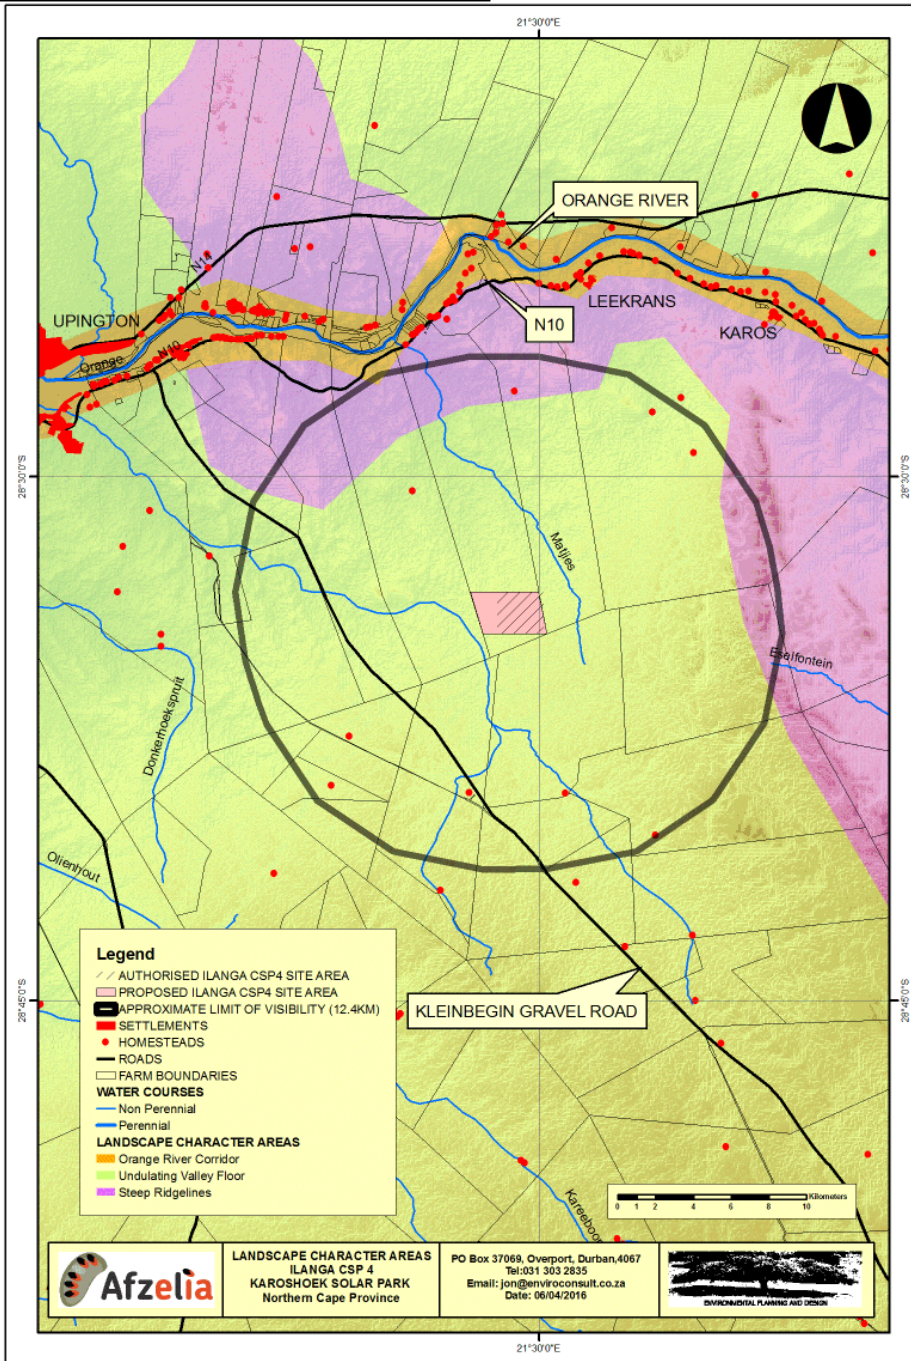 21°30'0"E
ORANGE RIVER
N14
UPINGTON
LEEKRANS
N10
KAROS
N10
Orange
28°30'0"S
28°30'0"S
Matjies
Eselfontein
Donkerhoekspruit
Olienhout
Legend
AUTHORISED ILANGA CSP4 SITE AREA
PROPOSED ILANGA CSP4 SITE AREA
APPROXIMATE LIMIT OF VISIBILITY (12.4KM)
SETTLEMENTS
HOMESTEADS
ROADS
FARM BOUNDARIES
WATER COURSES
Non Perennial
Perennial
LANDSCAPE CHARACTER AREAS
Orange River Corridor
Undulating Valley Floor
Steep Ridgelines
28°45'0"S
28°45'0"S
KLEINBEGIN GRAVEL ROAD
Kareeboom
Kilometers
0 1 2 4 6 8 10
Afzelia
LANDSCAPE CHARACTER AREAS
ILANGA CSP 4
KAROSHOEK SOLAR PARK
Northern Cape Province
PO Box 37069, Overport, Durban,4067
Tel:031 303 2835
Email: jon@enviroconsult.co.za
Date: 06/04/2016
ENVIRONMENTAL PLANNING AND DESIGN
21°30'0"E